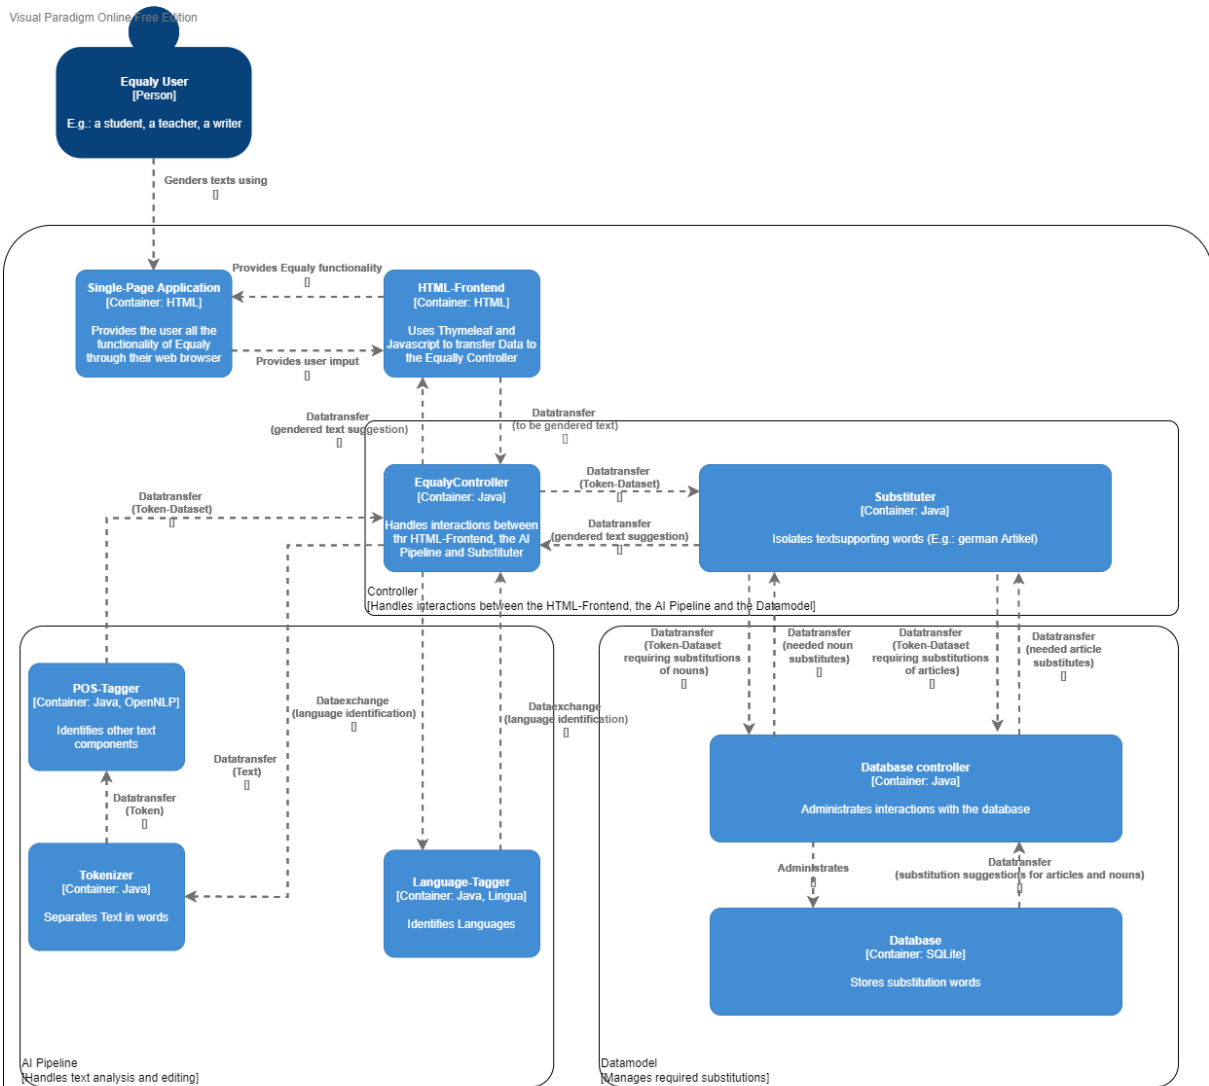 Visual Paradigm Online Free Edition
Equaly User
[Person]
E.g.: a student, a teacher, a writer
Genders texts using
[]
Single-Page Application
[Container: HTML]
Provides the user all the
functionality of Equaly
through their web browser
Provides Equaly functionality
[]
Provides user imput
[]
HTML-Frontend
[Container: HTML]
Uses Thymeleaf and
Javascript to transfer Data to
the Equally Controller
Datatransfer
(gendered text suggestion)
[]
Datatransfer
(to be gendered text)
[]
EqualyController
[Container: Java]
Handles interactions between
thr HTML-Frontend, the AI
Pipeline and Substituter
Datatransfer
(Token-Dataset)
[]
Datatransfer
(gendered text suggestion)
[]
Substituter
[Container: Java]
Isolates textsupporting words (E.g.: german Artikel)
Datatransfer
(Token-Dataset)
[]
Controller
[Handles interactions between the HTML-Frontend, the AI Pipeline and the Datamodel]
Datatransfer
(Token-Dataset
requiring substitutions
of nouns)
[]
Datatransfer
(needed noun
substitutes)
[]
Datatransfer
(Token-Dataset
requiring substitutions
of articles)
[]
Datatransfer
(needed article
substitutes)
[]
POS-Tagger
[Container: Java, OpenNLP]
Identifies other text
components
Dataexchange
(language identification)
[]
Dataexchange
(language identification)
[]
Datatransfer
(Text)
[]
Datatransfer
(Token)
[]
Tokenizer
[Container: Java]
Separates Text in words
Language-Tagger
[Container: Java, Lingua]
Identifies Languages
Database controller
[Container: Java]
Administrates interactions with the database
Administrates
[]
Datatransfer
(substitution suggestions for articles and nouns)
[]
Database
[Container: SQLite]
Stores substitution words
AI Pipeline
[Handles text analysis and editing]
Datamodel
[Manages required substitutions]